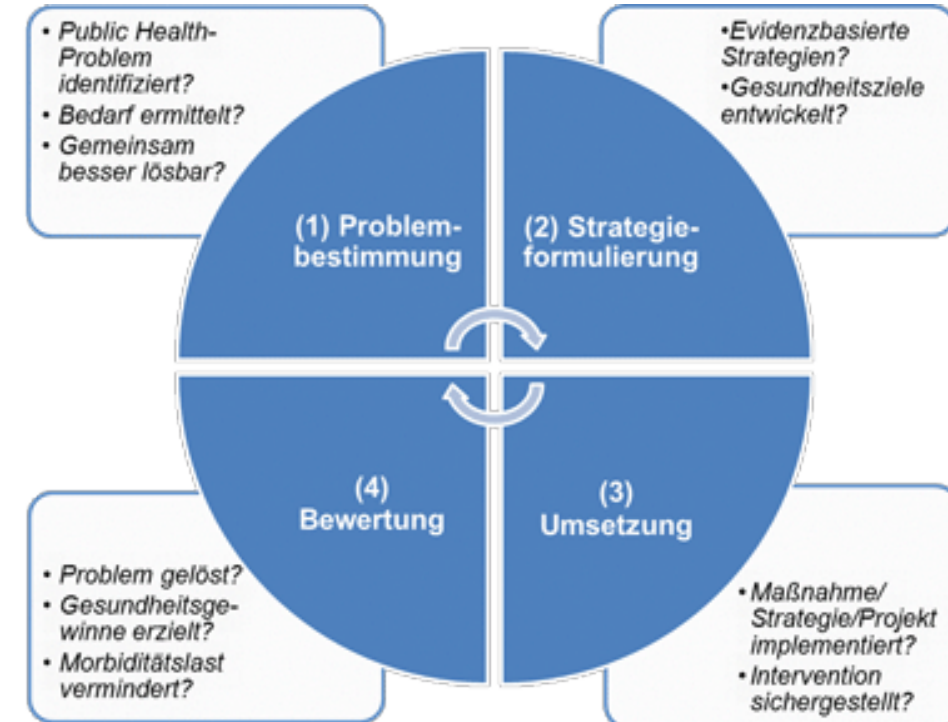 • Public Health-
Problem
identifiziert?
• Bedarf ermittelt?
• Gemeinsam
besser lösbar?
•Evidenzbasierte
Strategien?
•Gesundheitsziele
entwickelt?
(1) Problem-
bestimmung
(2) Strategie-
formulierung
(4)
Bewertung
(3)
Umsetzung
• Problem gelöst?
• Gesundheitsge-
winne erzielt?
• Morbiditätslast
vermindert?
• Maßnahme/
Strategie/Projekt
implementiert?
• Intervention
sichergestellt?